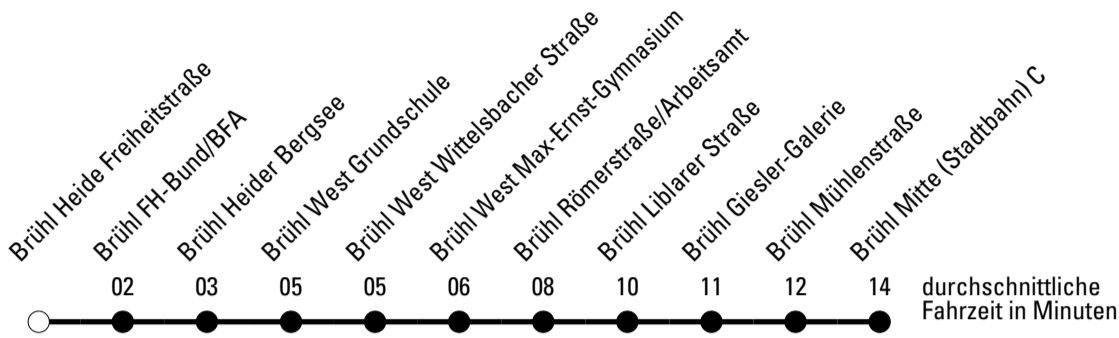 Brühl Heide Freiheitstraße
Brühl FH-Bund/BFA
Brühl Heider Bergsee
Brühl West Grundschule
Brühl West Wittelsbacher Straße
Brühl West Max-Ernst-Gymnasium
Brühl Römerstraße/Arbeitsamt
Brühl Liblarer Straße
Brühl Giesler-Galerie
Brühl Mühlenstraße
Brühl Mitte (Stadtbahn) C
02 03 05 05 06 08 10 11 12 14
durchschnittliche
Fahrzeit in Minuten